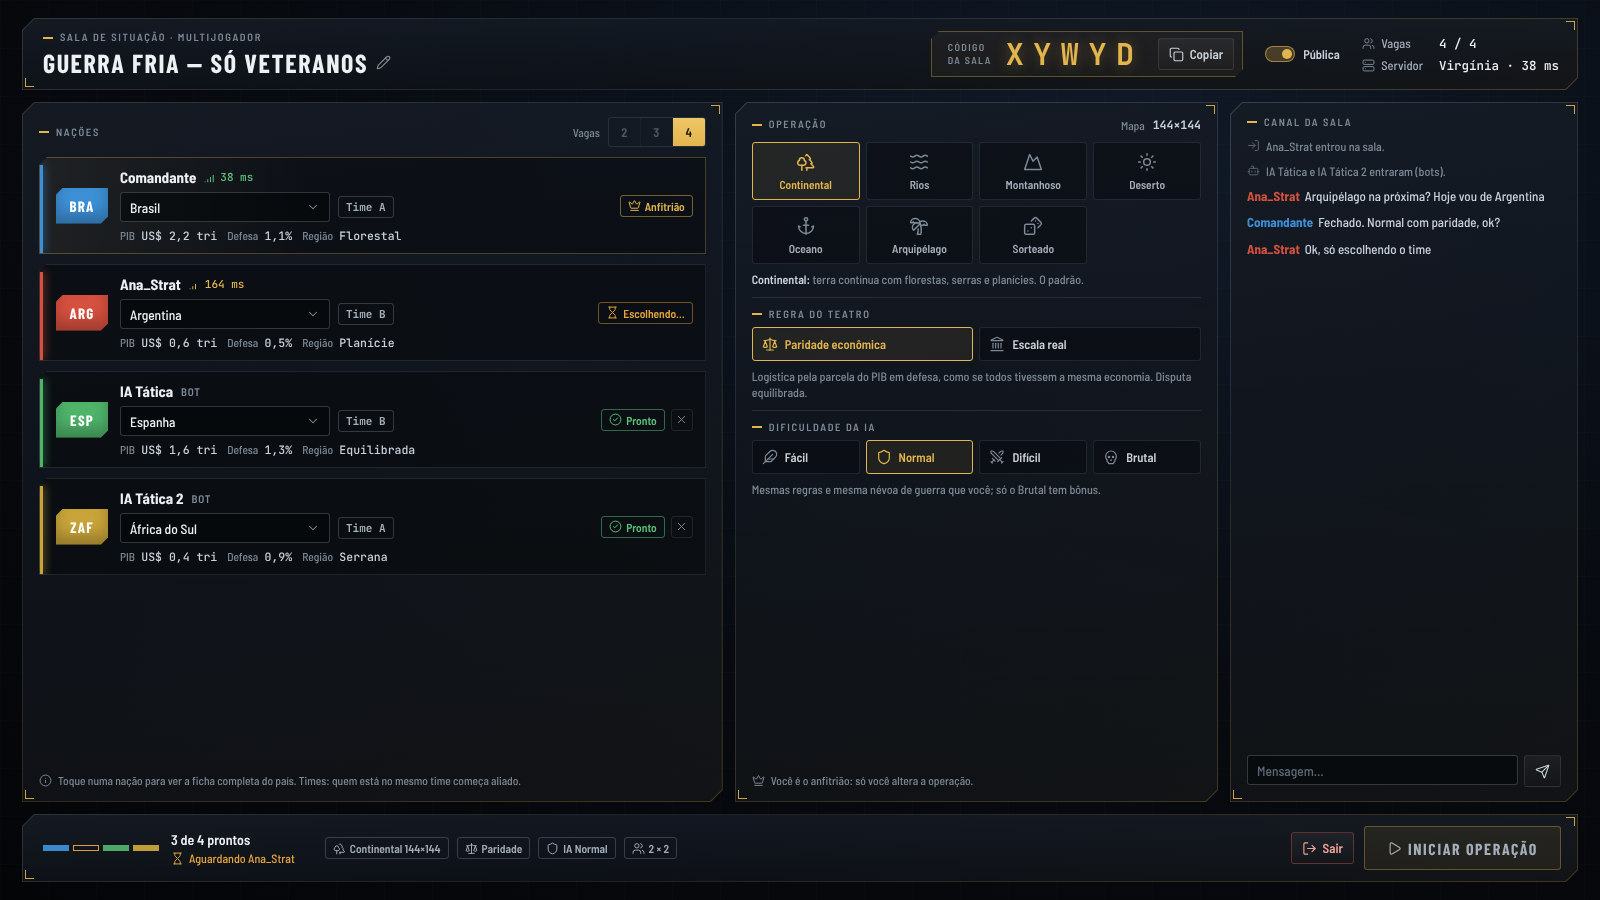 SALA DE SITUAÇÃO · MULTIJOGADOR
GUERRA FRIA — SÓ VETERANOS
CÓDIGO
DA SALA
XYWYD
Copiar
Pública
Vagas 4 / 4
Servidor Virgínia · 38 ms
NAÇÕES
Vagas 2 3 4
BRA
Comandante 38 ms
Brasil Time A
Anfitrião
PIB US$ 2,2 tri Defesa 1,1% Região Florestal
ARG
Ana_Strat 164 ms
Argentina Time B
Escolhendo...
PIB US$ 0,6 tri Defesa 0,5% Região Planície
ESP
IA Tática BOT
Espanha Time B
Pronto
PIB US$ 1,6 tri Defesa 1,3% Região Equilibrada
ZAF
IA Tática 2 BOT
África do Sul Time A
Pronto
PIB US$ 0,4 tri Defesa 0,9% Região Serrana
Toque numa nação para ver a ficha completa do país. Times: quem está no mesmo time começa aliado.
OPERAÇÃO
Mapa 144×144
Continental Rios Montanhoso Deserto
Oceano Arquipélago Sorteado
Continental: terra contínua com florestas, serras e planícies. O padrão.
REGRA DO TEATRO
Paridade econômica Escala real
Logística pela parcela do PIB em defesa, como se todos tivessem a mesma economia. Disputa
equilibrada.
DIFICULDADE DA IA
Fácil Normal Difícil Brutal
Mesmas regras e mesma névoa de guerra que você; só o Brutal tem bônus.
Você é o anfitrião: só você altera a operação.
CANAL DA SALA
Ana_Strat entrou na sala.
IA Tática e IA Tática 2 entraram (bots).
Ana_Strat Arquipélago na próxima? Hoje vou de Argentina
Comandante Fechado. Normal com paridade, ok?
Ana_Strat Ok, só escolhendo o time
Mensagem...
3 de 4 prontos
Aguardando Ana_Strat
Continental 144×144 Paridade IA Normal 2 × 2
Sair
INICIAR OPERAÇÃO